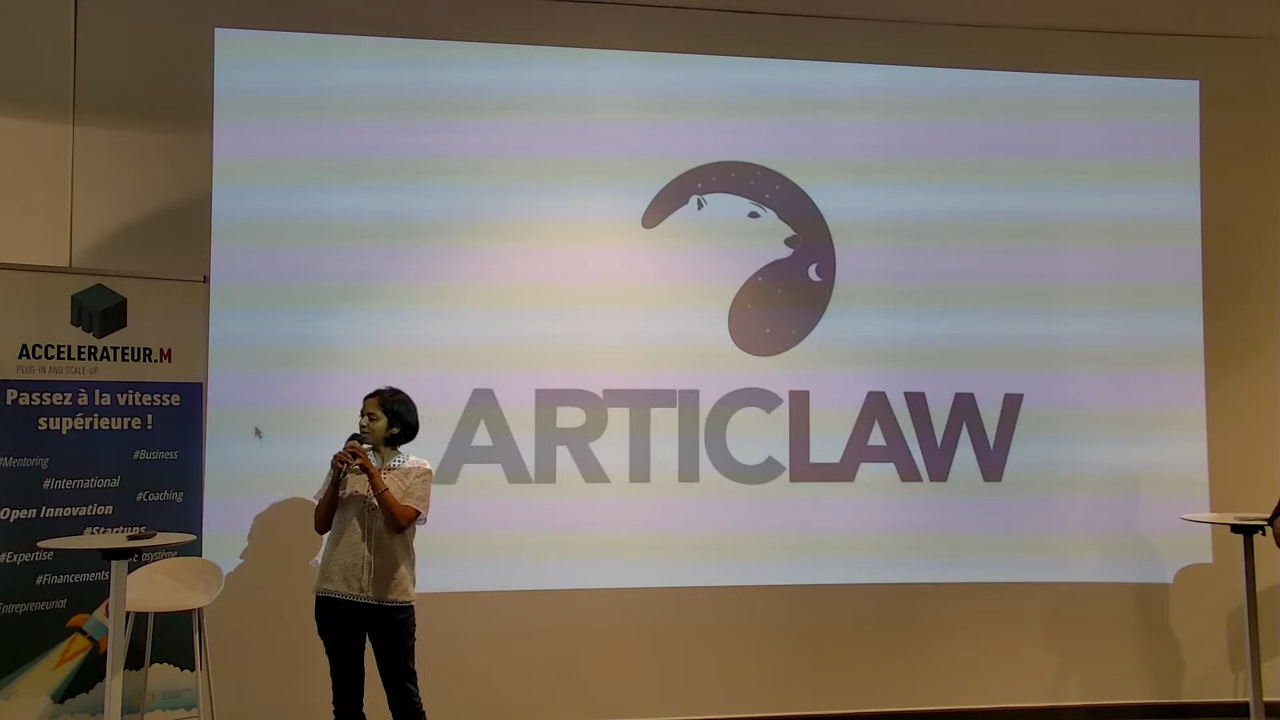 ARTICLAW
ACCELERATEUR.M
PLUG-IN AND SCALE-UP
Passez à la vitesse
supérieure !
#Mentoring
#Business
#International
#Coaching
Open Innovation
#Startups
#Expertise
#Financements
Entrepreneuriat